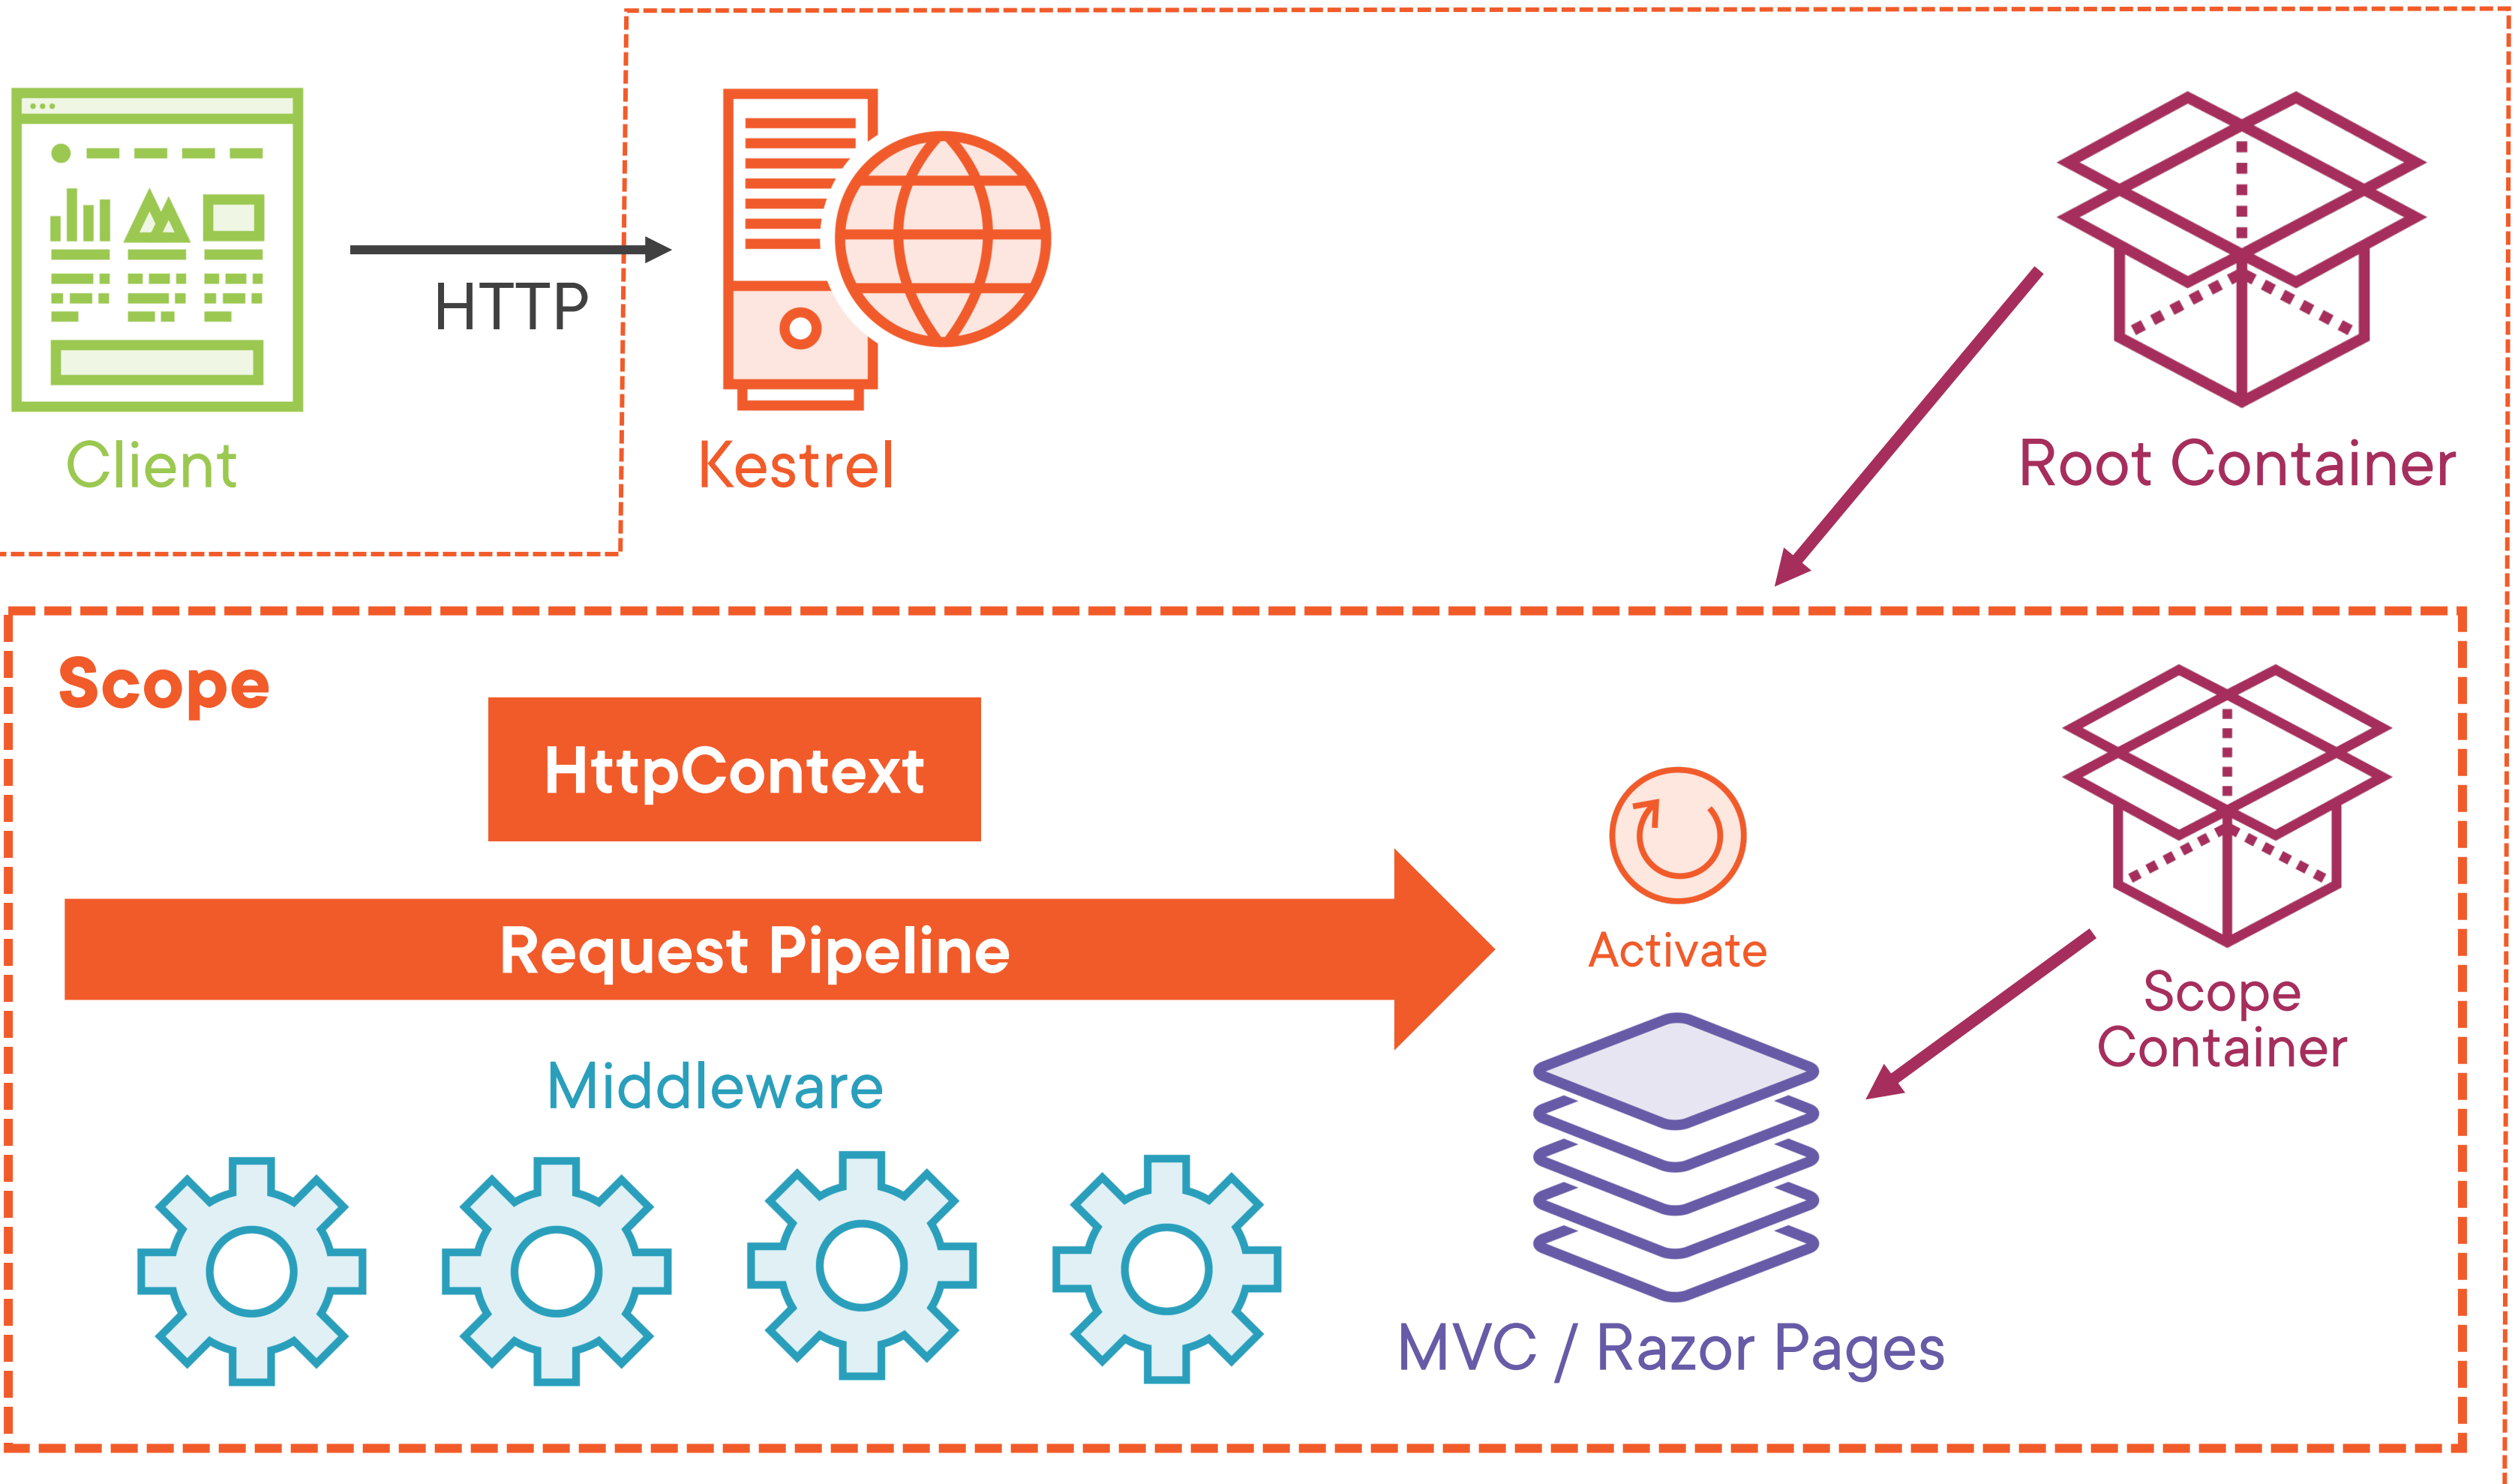 HTTP
Client
Kestrel
Root Container
Scope
HttpContext
Request Pipeline
Activate
Scope
Container
Middleware
MVC / Razor Pages